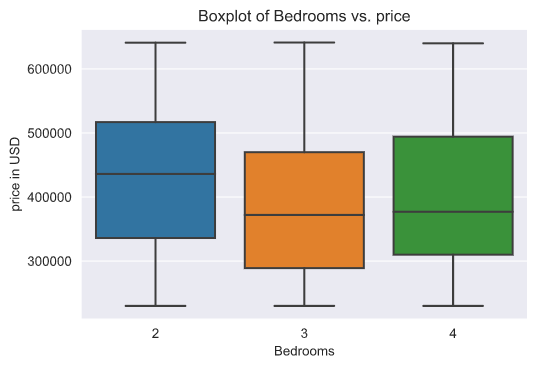 Boxplot of Bedrooms vs. price
price in USD
600000
500000
400000
300000
2 3 4
Bedrooms